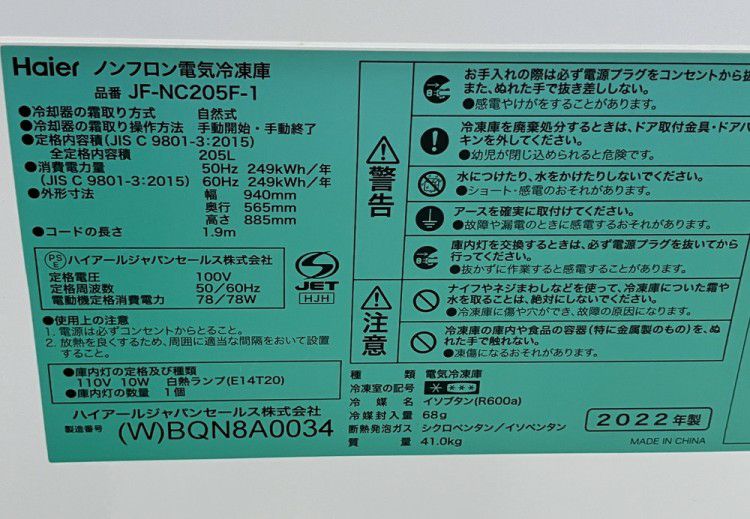 Haier ノンフロン電気冷凍庫
品番 JF-NC205F-1
●冷却器の霜取り方式 自然式
●冷却器の霜取り操作方法 手動開始・手動終了
●定格内容積(JIS C 9801-3:2015)
全定格内容積 205L
●消費電力量 50Hz 249kWh/年
(JIS C 9801-3:2015) 60Hz 249kWh/年
●外形寸法 幅 940mm
奥行 565mm
高さ 885mm
●コードの長さ 1.9m
PSE ハイアールジャパンセールス株式会社
定格電圧 100V
定格周波数 50/60Hz
電動機定格消費電力 78/78W
S
JET
HJH
●使用上の注意
1. 電源は必ずコンセントからとること。
2. 放熱を良くするため、周囲に適当な間隔をおいて設置
すること。
●庫内灯の定格及び種類
110V 10W 白熱ランプ(E14T20)
●庫内灯の数量 1個
ハイアールジャパンセールス株式会社
製造番号 (W)BQN8A0034
警告
お手入れの際は必ず電源プラグをコンセントから抜
また、ぬれた手で抜き差ししない。
●感電やけがをすることがあります。
冷凍庫を廃棄処分するときは、ドア取付金具・ドアパ
キンを外してください。
●幼児が閉じ込められると危険です。
水につけたり、水をかけたりしないでください。
●ショート・感電のおそれがあります。
アースを確実に取付けてください。
●故障や漏電のときに感電するおそれがあります。
庫内灯を交換するときは、必ず電源プラグを抜いてから
行ってください。
●抜かずに作業すると感電することがあります。
注意
ナイフやネジまわしなどを使って、冷凍庫についた霜や
氷を取ることは、絶対にしないでください。
●冷凍庫に傷や穴ができ、故障の原因になります。
冷凍庫の庫内や食品の容器(特に金属製のもの)を、ぬ
れた手で触れない。
●凍傷になるおそれがあります。
種類 電気冷凍庫
冷凍室の記号 ****
冷媒名 イソブタン(R600a)
冷媒封入量 68g
断熱発泡ガス シクロペンタン/イソペンタン
質量 41.0kg
2022年製
MADE IN CHINA